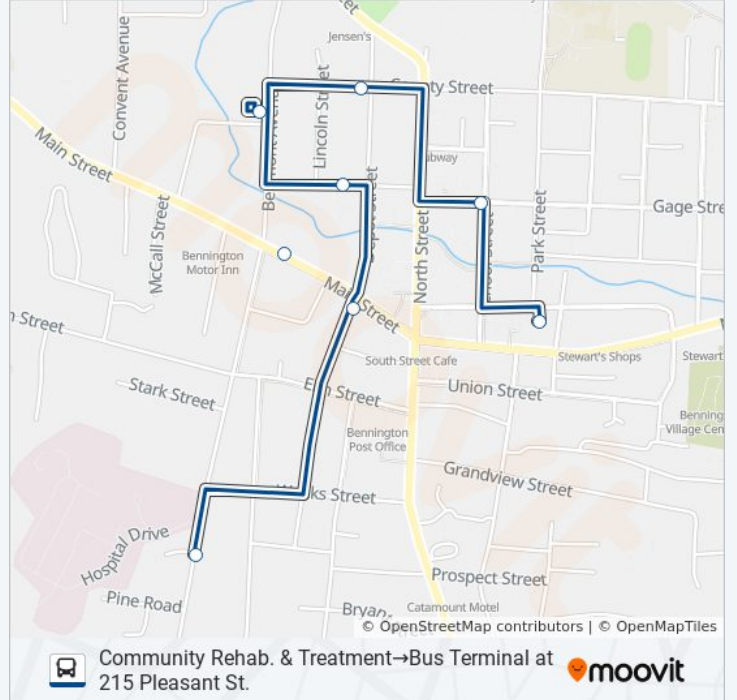 Jensen's
Convent Avenue
Street
Lincoln Street
Main Street
Subway
McCall Street
Park Street
Gage Stre
Bennington
Motor Inn
North Street
Main Street
Street
South Street Cafe
Stewart's Shops
Stewart
Stark Street
Elm Street
Union Street
Bennington
Post Office
Benning
Village Cen
Grandview Street
Hospital Drive
Prospect Street
Pine Road
Catamount Motel
© OpenStreetMap contributors | © OpenMapTiles
Community Rehab. & Treatment→Bus Terminal at
215 Pleasant St.
moovit